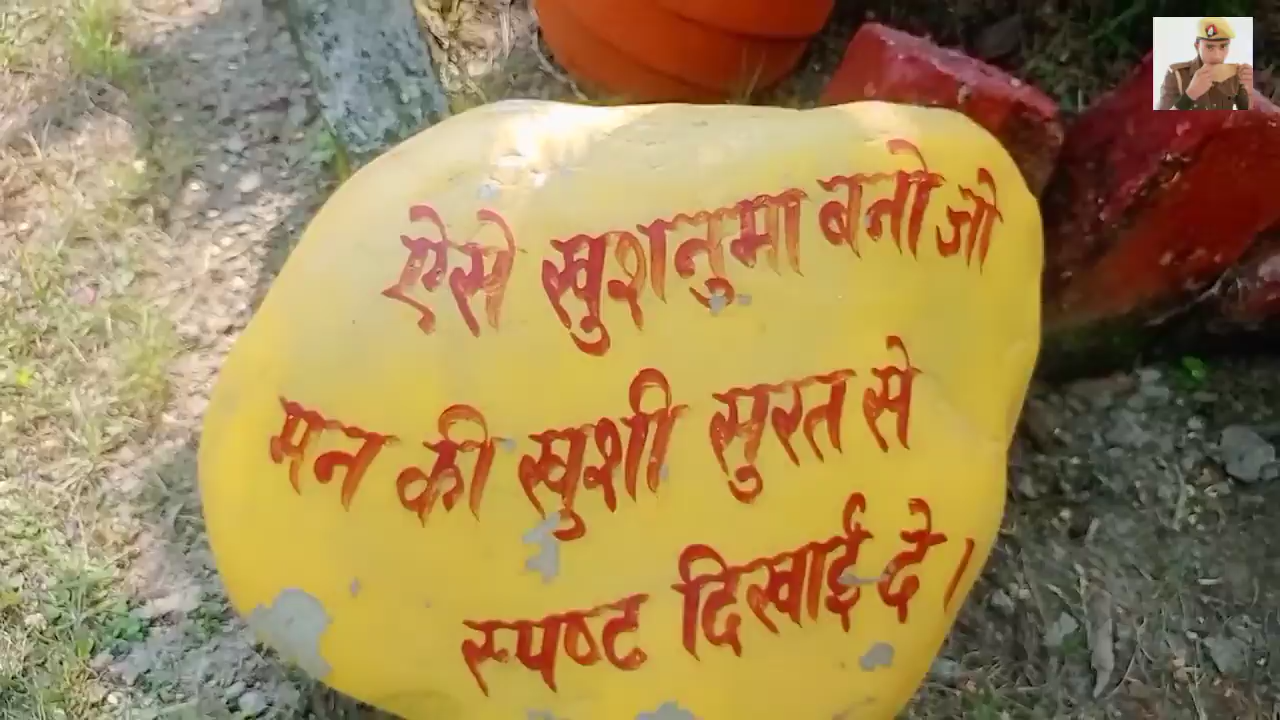 ऐसे खुशनुमा बनो जो
मन की खुशी सुरत से
स्पष्ट दिखाई दे।